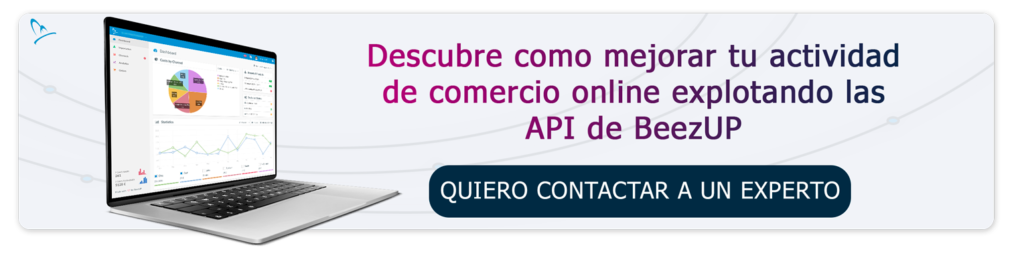 Descubre como mejorar tu actividad
de comercio online explotando las
API de BeezUP
QUIERO CONTACTAR A UN EXPERTO